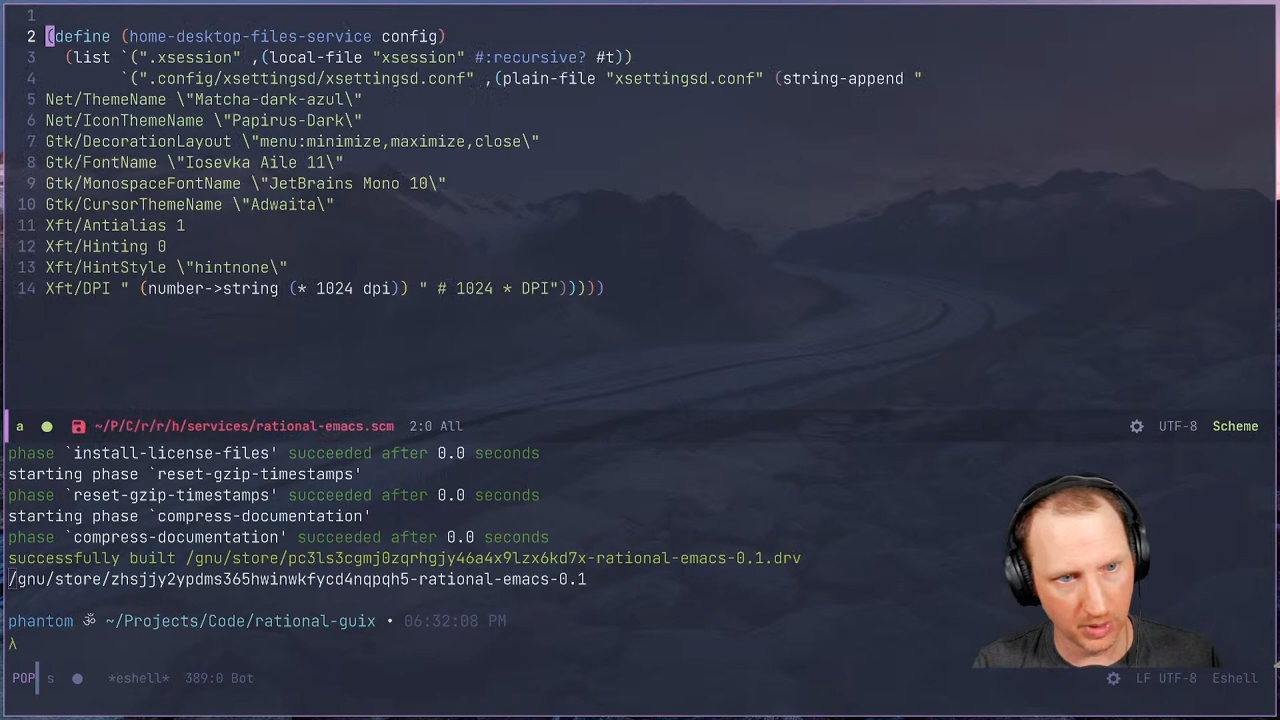 1
2 (define (home-desktop-files-service config)
3 (list `(".xsession" ,(local-file "xsession" #:recursive? #t))
4 `(".config/xsettingsd/xsettingsd.conf" ,(plain-file "xsettingsd.conf" (string-append "
5 Net/ThemeName \"Matcha-dark-azul\"
6 Net/IconThemeName \"Papirus-Dark\"
7 Gtk/DecorationLayout \"menu:minimize,maximize,close\"
8 Gtk/FontName \"Iosevka Aile 11\"
9 Gtk/MonospaceFontName \"JetBrains Mono 10\"
10 Gtk/CursorThemeName \"Adwaita\"
11 Xft/Antialias 1
12 Xft/Hinting 0
13 Xft/HintStyle \"hintnone\"
14 Xft/DPI " (number->string (* 1024 dpi)) " # 1024 * DPI")))))
a ~/P/C/r/r/h/services/rational-emacs.scm 2:0 All UTF-8 Scheme
phase `install-license-files' succeeded after 0.0 seconds
starting phase `reset-gzip-timestamps'
phase `reset-gzip-timestamps' succeeded after 0.0 seconds
starting phase `compress-documentation'
phase `compress-documentation' succeeded after 0.0 seconds
successfully built /gnu/store/pc3ls3cgmj0zqrhgjy46a4x9lzx6kd7x-rational-emacs-0.1.drv
/gnu/store/zhsjjy2ypdms365hwinwkfycd4nqpqh5-rational-emacs-0.1
phantom ॐ ~/Projects/Code/rational-guix • 06:32:08 PM
λ
POP s *eshell* 389:0 Bot LF UTF-8 Eshell